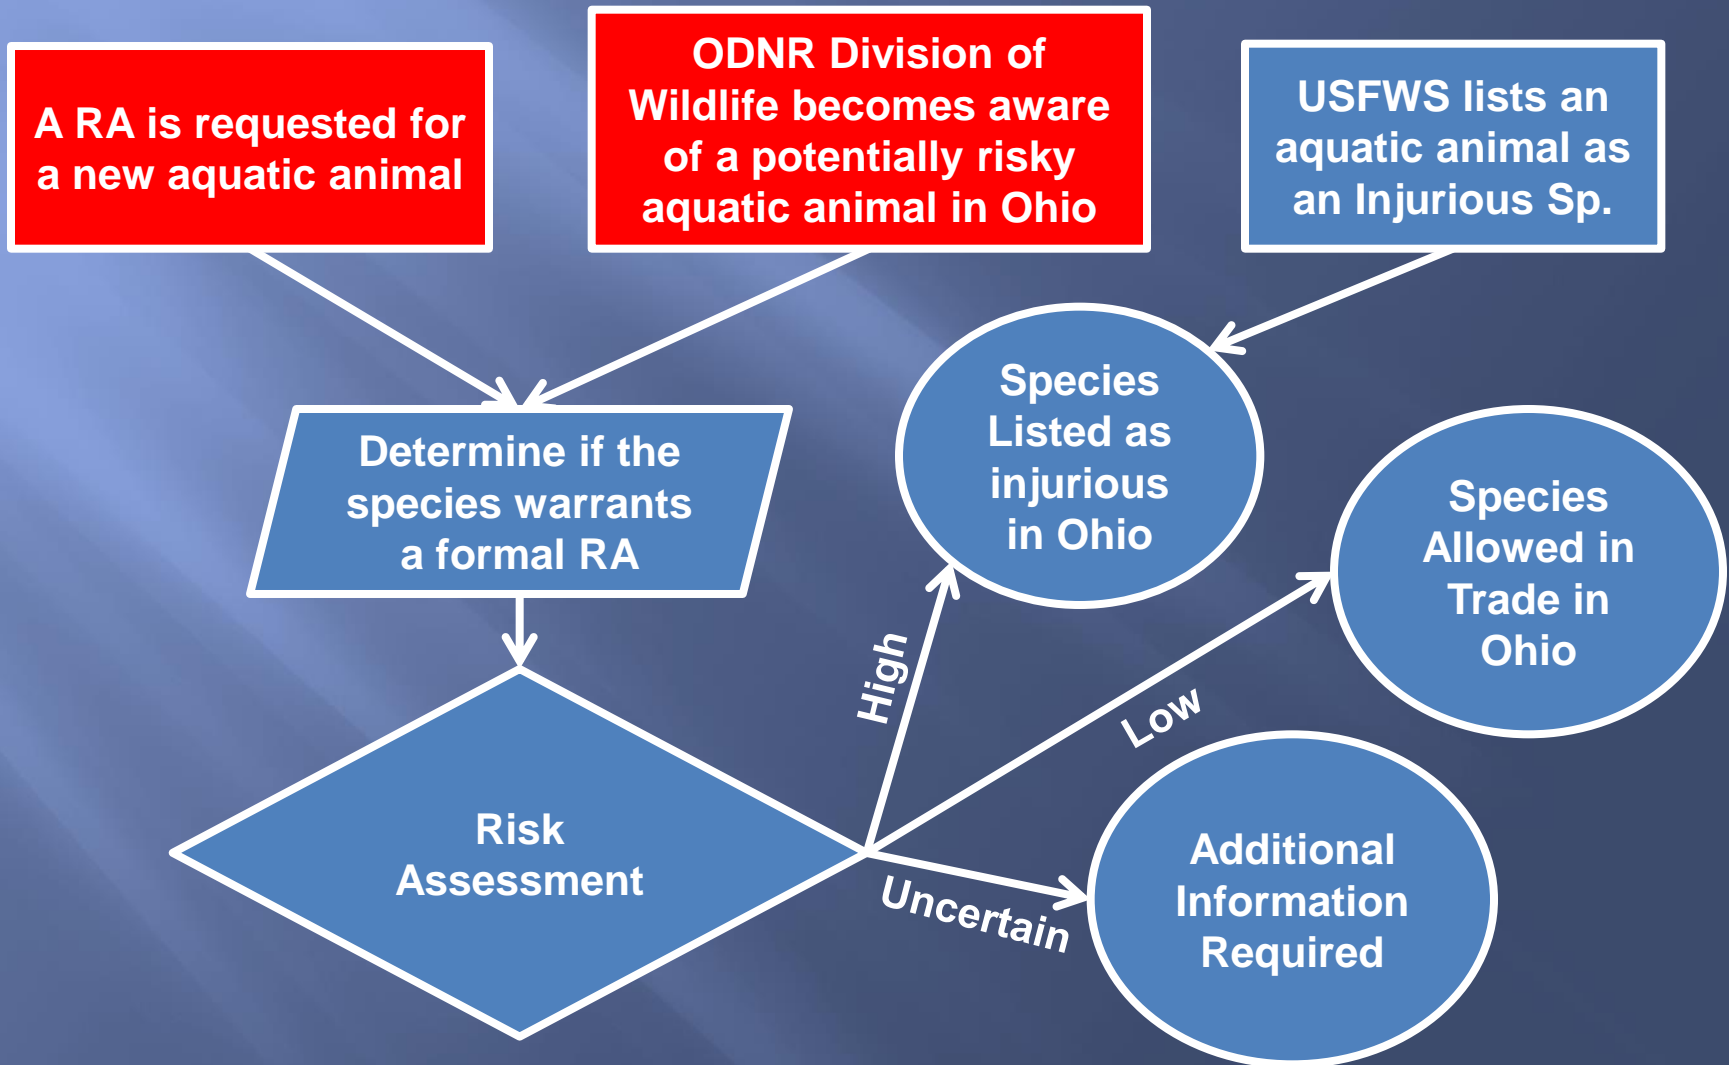 A RA is requested for
a new aquatic animal
ODNR Division of
Wildlife becomes aware
of a potentially risky
aquatic animal in Ohio
USFWS lists an
aquatic animal as
an Injurious Sp.
Determine if the
species warrants
a formal RA
Species
Listed as
injurious
in Ohio
Species
Allowed in
Trade in
Ohio
High
Low
Uncertain
Risk
Assessment
Additional
Information
Required